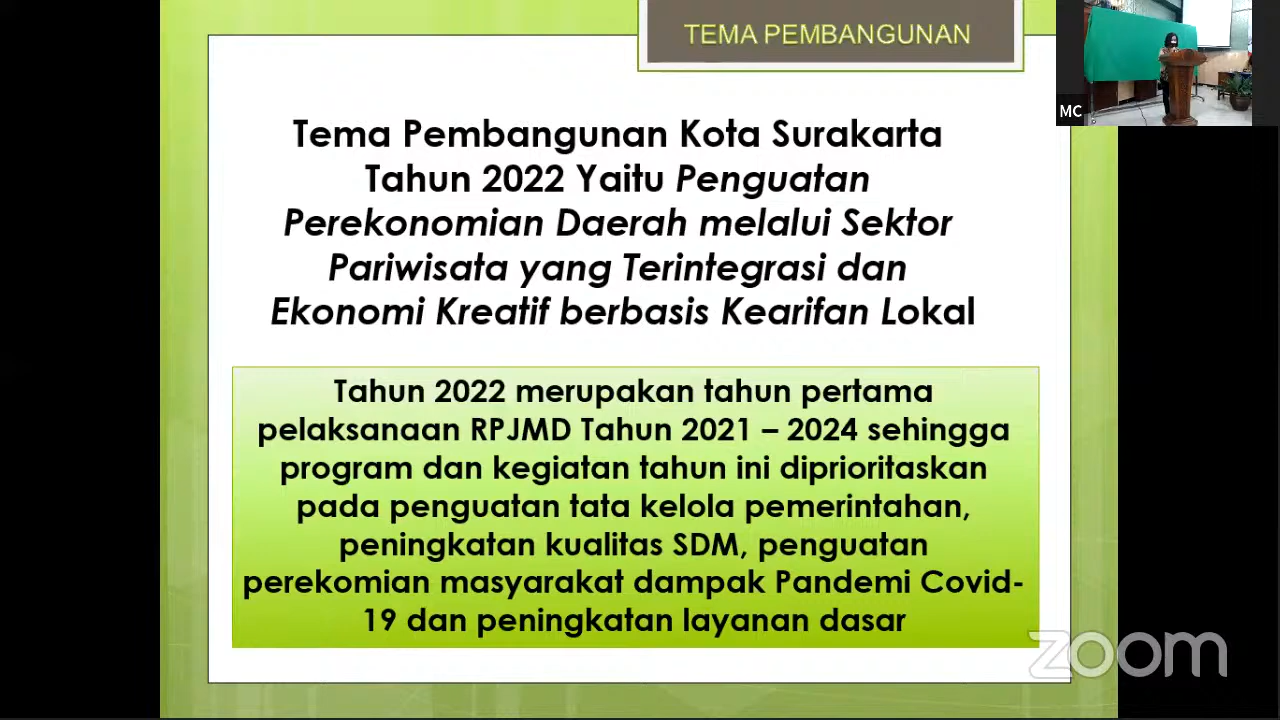 TEMA PEMBANGUNAN
MC
Tema Pembangunan Kota Surakarta
Tahun 2022 Yaitu Penguatan
Perekonomian Daerah melalui Sektor
Pariwisata yang Terintegrasi dan
Ekonomi Kreatif berbasis Kearifan Lokal
Tahun 2022 merupakan tahun pertama
pelaksanaan RPJMD Tahun 2021 – 2024 sehingga
program dan kegiatan tahun ini diprioritaskan
pada penguatan tata kelola pemerintahan,
peningkatan kualitas SDM, penguatan
perekomian masyarakat dampak Pandemi Covid-
19 dan peningkatan layanan dasar
zoom